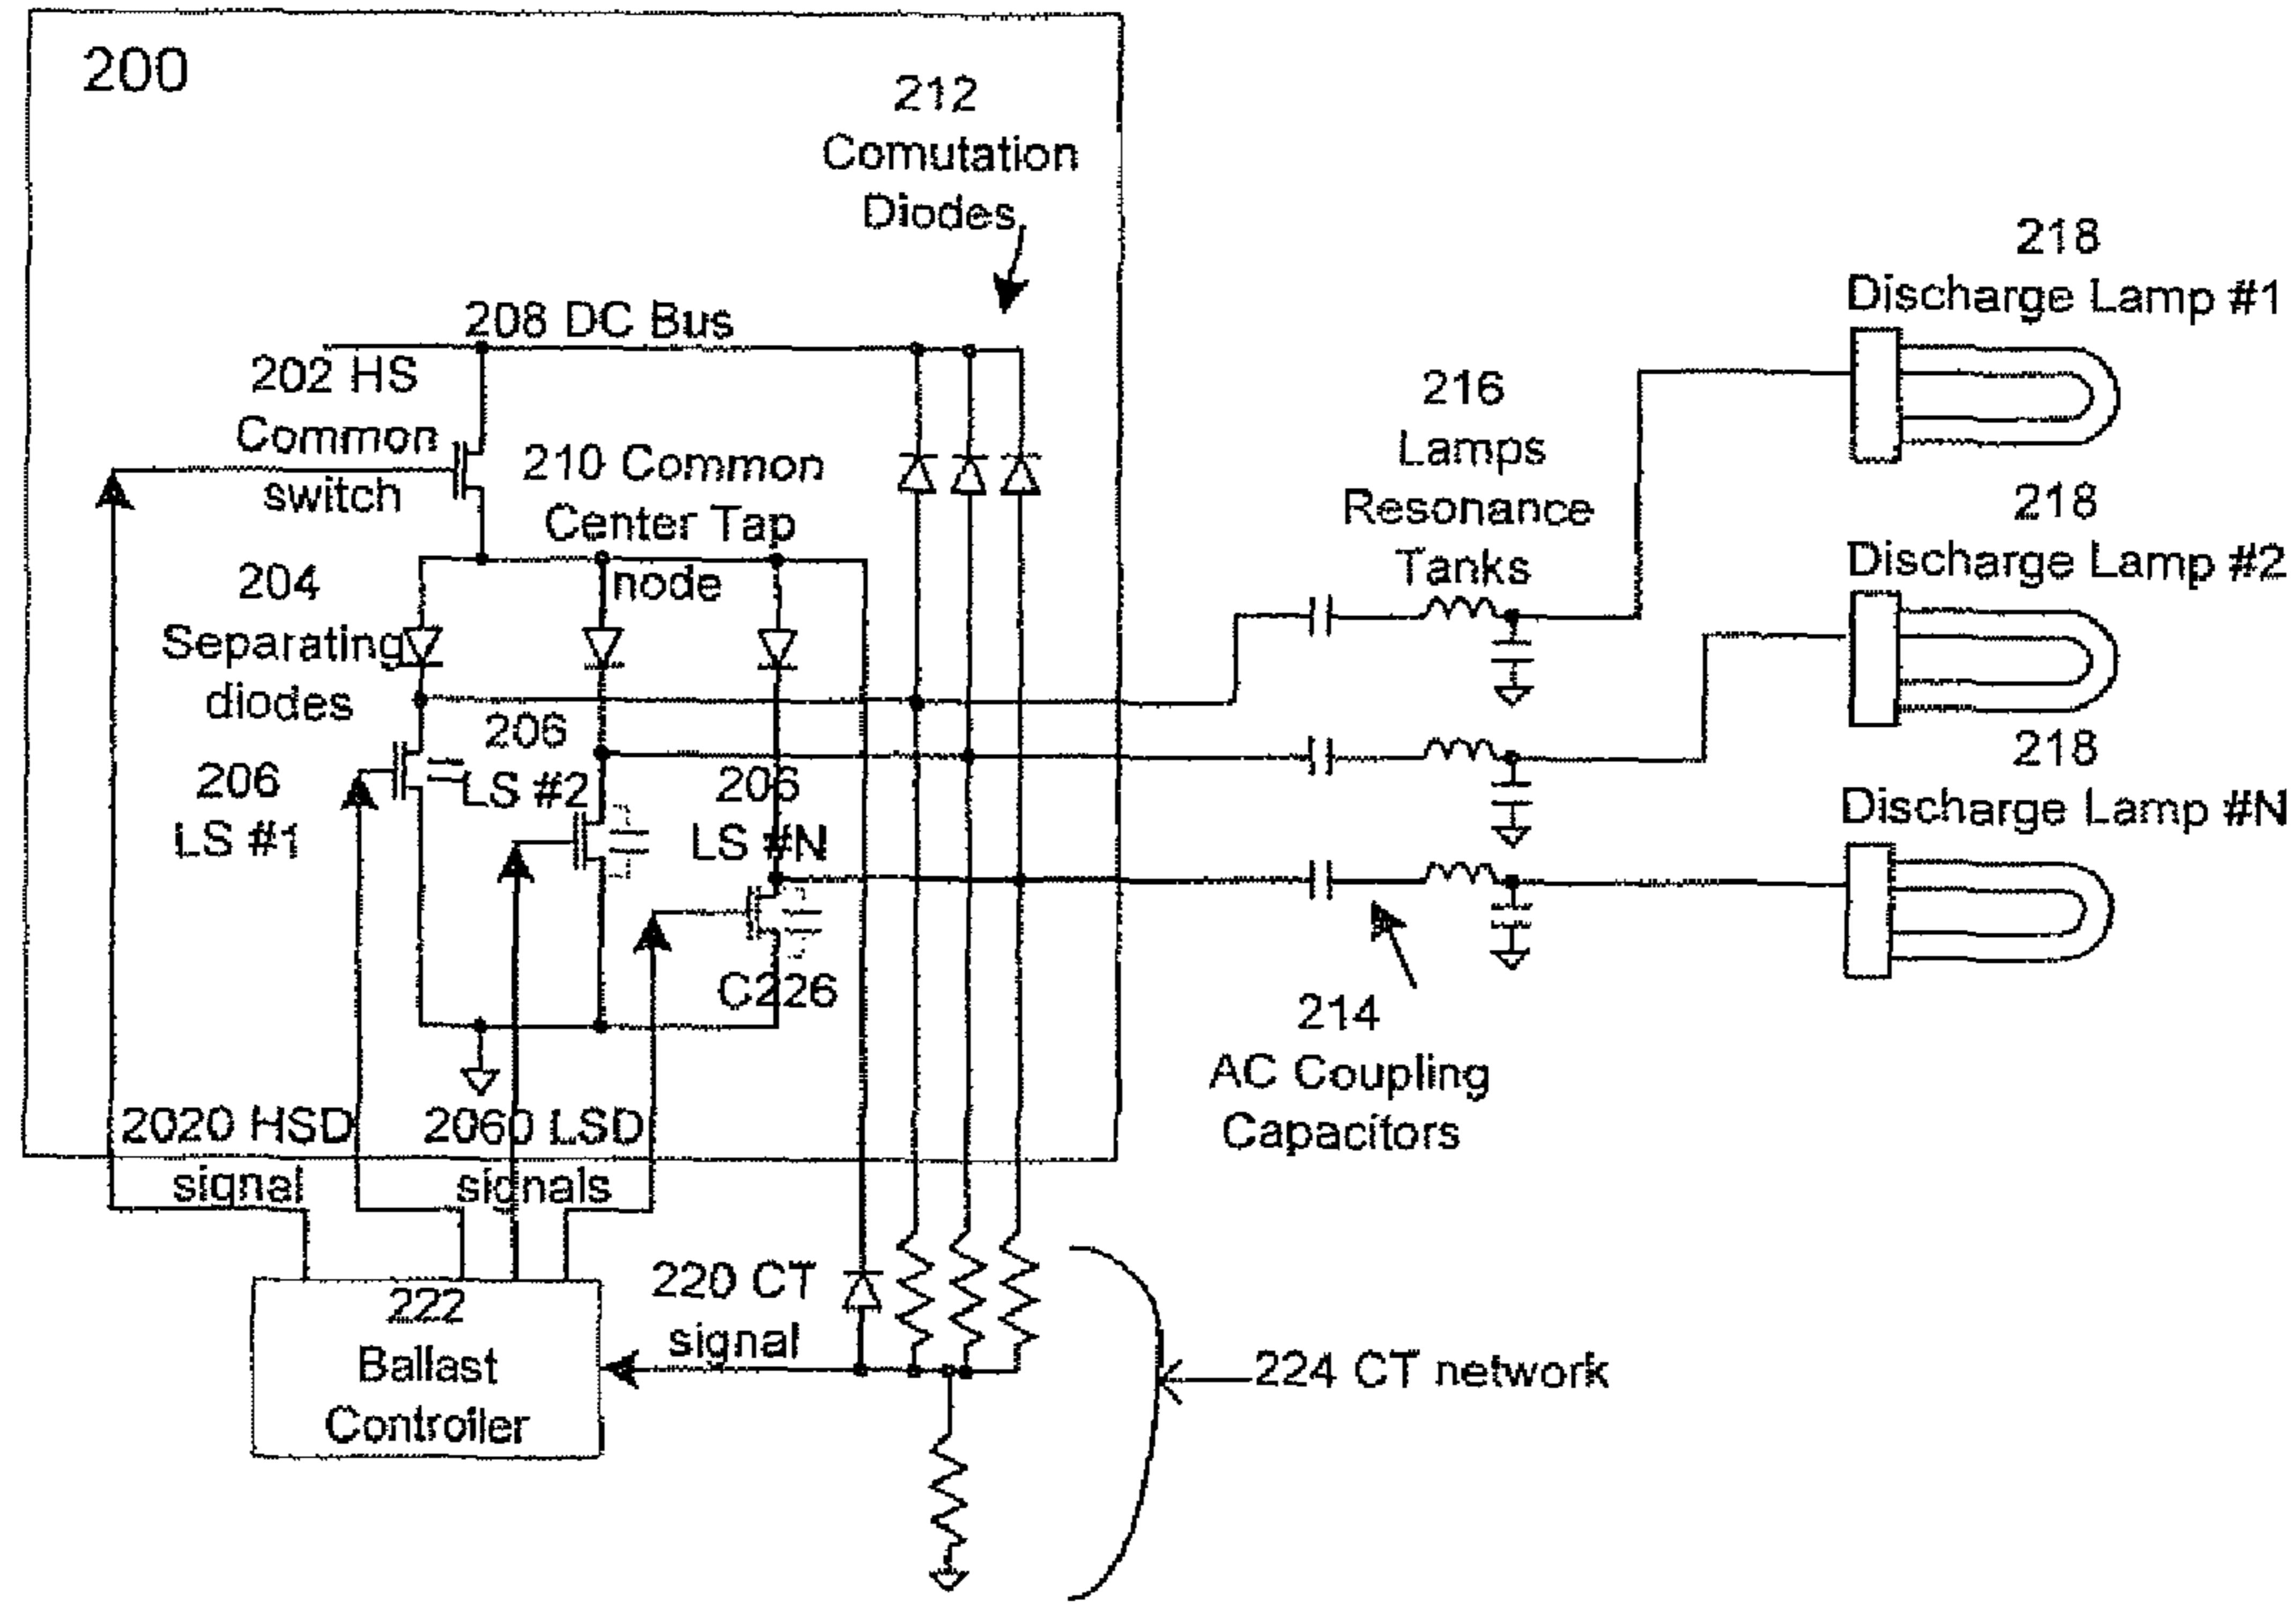 200
212
Comutation
Diodes
208 DC Bus
202 HS
Common
switch
210 Common
Center Tap
node
204
Separating
diodes
206
LS #1
206
LS #2
206
LS #N
C226
2020 HSD
signal
2060 LSD
signals
222
Ballast
Controller
220 CT
signal
224 CT network
216
Lamps
Resonance
Tanks
214
AC Coupling
Capacitors
218
Discharge Lamp #1
218
Discharge Lamp #2
218
Discharge Lamp #N